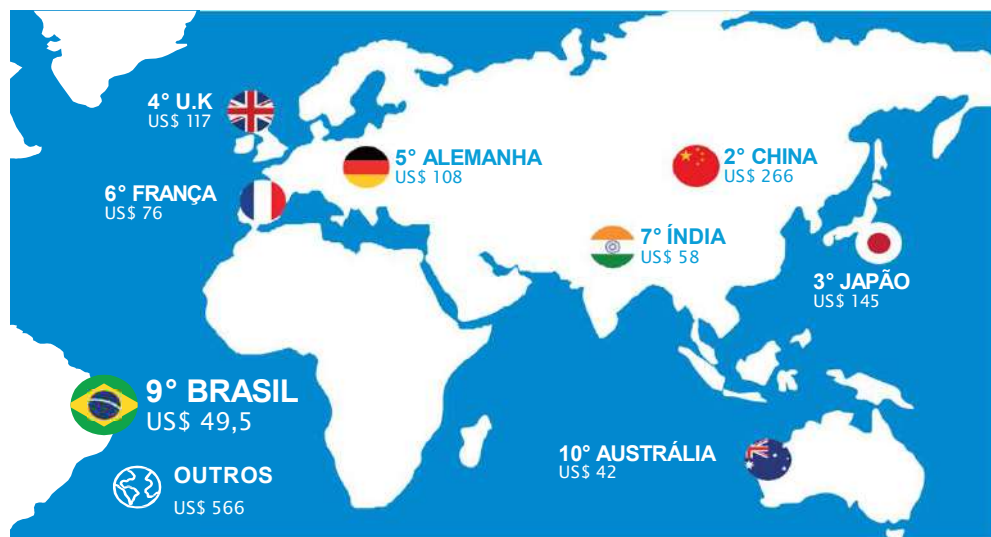 4° U.K
US$ 117
5° ALEMANHA
US$ 108
2° CHINA
US$ 266
6° FRANÇA
US$ 76
7° ÍNDIA
US$ 58
3° JAPÃO
US$ 145
9° BRASIL
US$ 49,5
10° AUSTRÁLIA
US$ 42
OUTROS
US$ 566